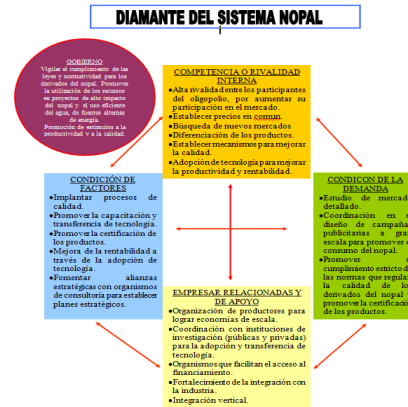 DIAMANTE DEL SISTEMA NOPAL
GOBIERNO
Vigilar el cumplimiento de las
leyes y normatividad para los
derivados del nopal. Promover
la utilización de los recursos
en proyectos de alto impacto
del nopal y el uso eficiente
del agua, de fuentes alternas
de energía.
Promoción de estímulos a la
productividad y a la calidad.
COMPETENCIA O RIVALIDAD
INTERNA
•Alta rivalidad entre los participantes
del oligopolio, por aumentar su
participación en el mercado.
•Establecer precios en comun.
•Búsqueda de nuevos mercados
•Diferenciación de los productos.
•Establecer mecanismos para mejorar
la calidad.
•Adopción de tecnología para mejorar
la productividad y rentabilidad.
CONDICIÓN DE
FACTORES
•Implantar procesos de
calidad.
•Promover la capacitación y
transferencia de tecnología.
•Promover la certificación de
los productos.
•Mejora de la rentabilidad a
través de la adopción de
tecnología.
•Fomentar alianzas
estratégicas con organismos
de consultoría para establecer
planes estratégicos.
CONDICON DE LA
DEMANDA
•Estudio de mercado
detallado.
•Coordinación en e
diseño de campaña
publicitarias a gra
escala para promover e
consumo del nopal.
•Promover e
cumplimiento estricto d
las normas que regula
la calidad de lo
derivados del nopal y
promover la certificación
de los productos.
EMPRESAR RELACIONADAS Y
DE APOYO
•Organización de productores para
lograr economías de escala.
•Coordinación con instituciones de
investigación (públicas y privadas)
para la adopción y transferencia de
tecnología.
•Organismos que facilitan el acceso al
financiamiento.
•Fortalecimiento de la integración con
la industria.
•Integración vertical.